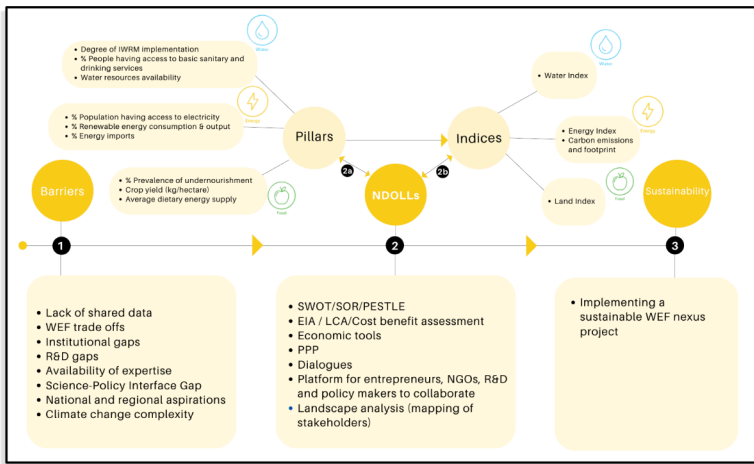 Degree of IWRM implementation
% People having access to basic sanitary and
drinking services
Water resources availability
Water
% Population having access to electricity
% Renewable energy consumption & output
% Energy imports
Energy
% Prevalence of undernourishment
Crop yield (kg/hectare)
Average dietary energy supply
Food
Pillars
Indices
Water
Water Index
Energy Index
Carbon emissions
and footprint
Energy
Land Index
Food
Barriers
2a
NDOLLs
2b
Sustainability
1
2
3
Lack of shared data
WEF trade offs
Institutional gaps
R&D gaps
Availability of expertise
Science-Policy Interface Gap
National and regional aspirations
Climate change complexity
SWOT/SOR/PESTLE
EIA / LCA/Cost benefit assessment
Economic tools
PPP
Dialogues
Platform for entrepreneurs, NGOs, R&D
and policy makers to collaborate
Landscape analysis (mapping of
stakeholders)
Implementing a
sustainable WEF nexus
project